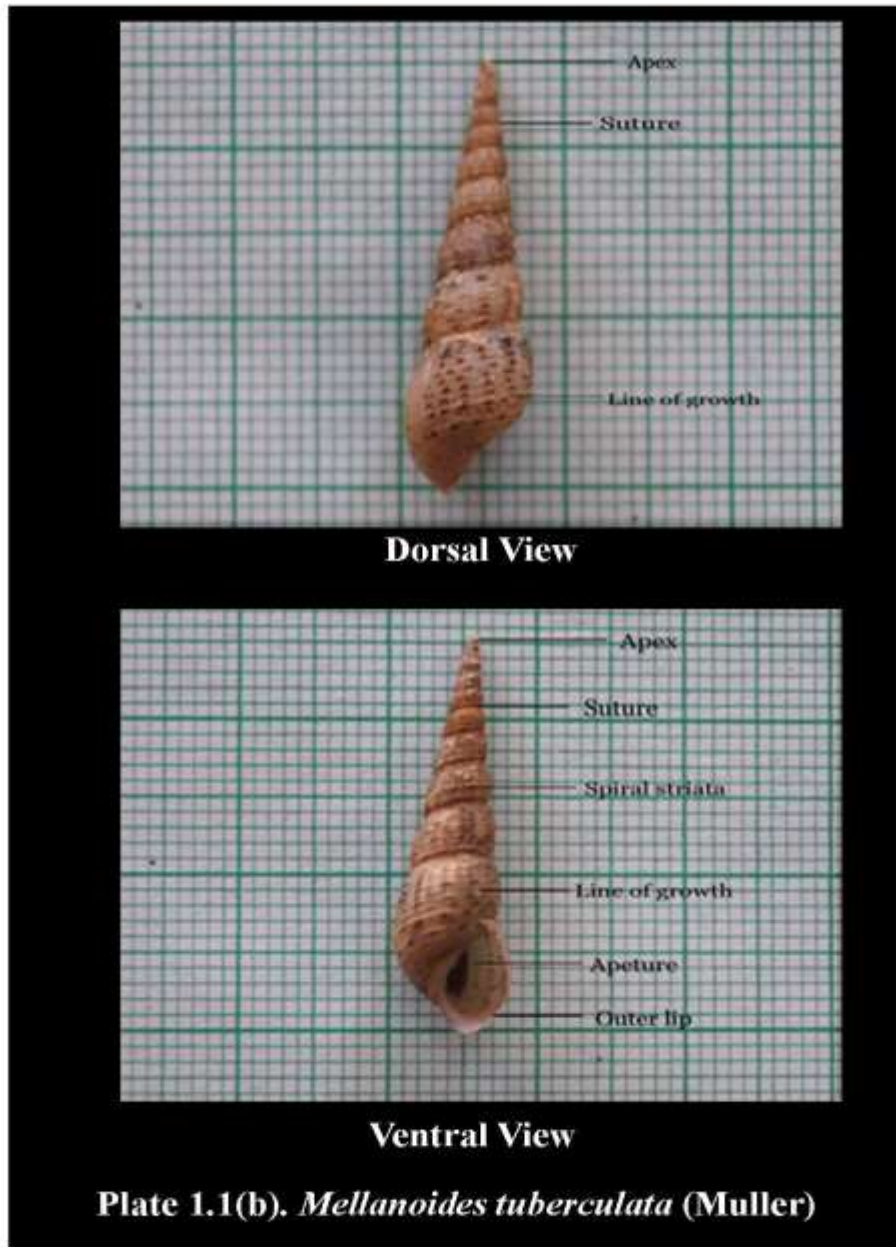 Apex
Suture
Line of growth
Dorsal View
Apex
Suture
Spiral striata
Line of growth
Apeture
Outer lip
Ventral View
Plate 1.1(b). Mellanoides tuberculata (Muller)